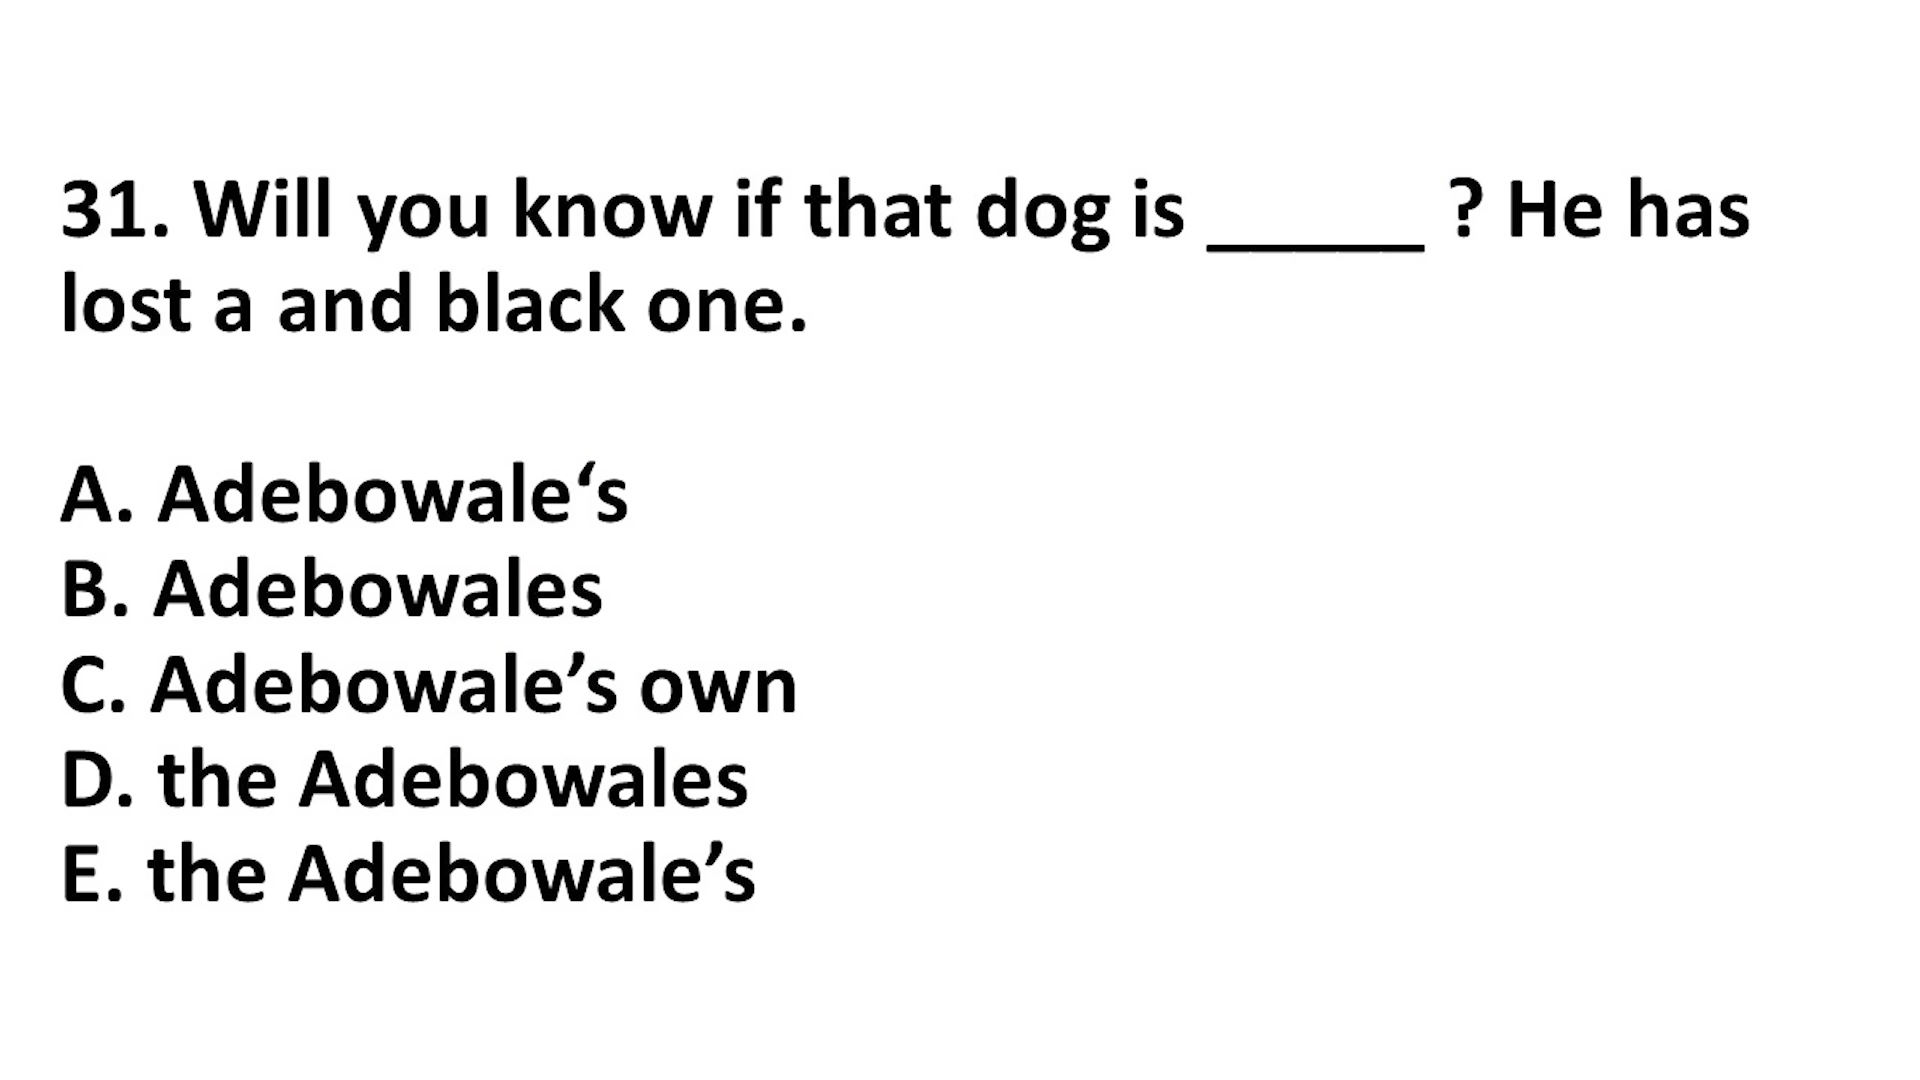 31. Will you know if that dog is _____ ? He has
lost a and black one.
A. Adebowale‘s
B. Adebowales
C. Adebowale’s own
D. the Adebowales
E. the Adebowale’s